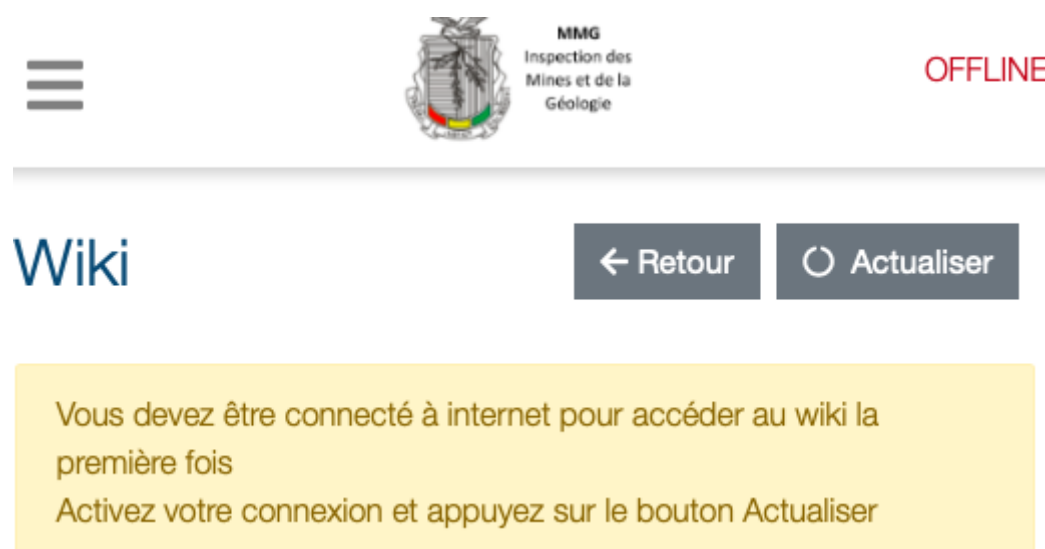 MMG
Inspection des
Mines et de la
Géologie
OFFLINE
Wiki
Retour
Actualiser
Vous devez être connecté à internet pour accéder au wiki la
première fois
Activez votre connexion et appuyez sur le bouton Actualiser